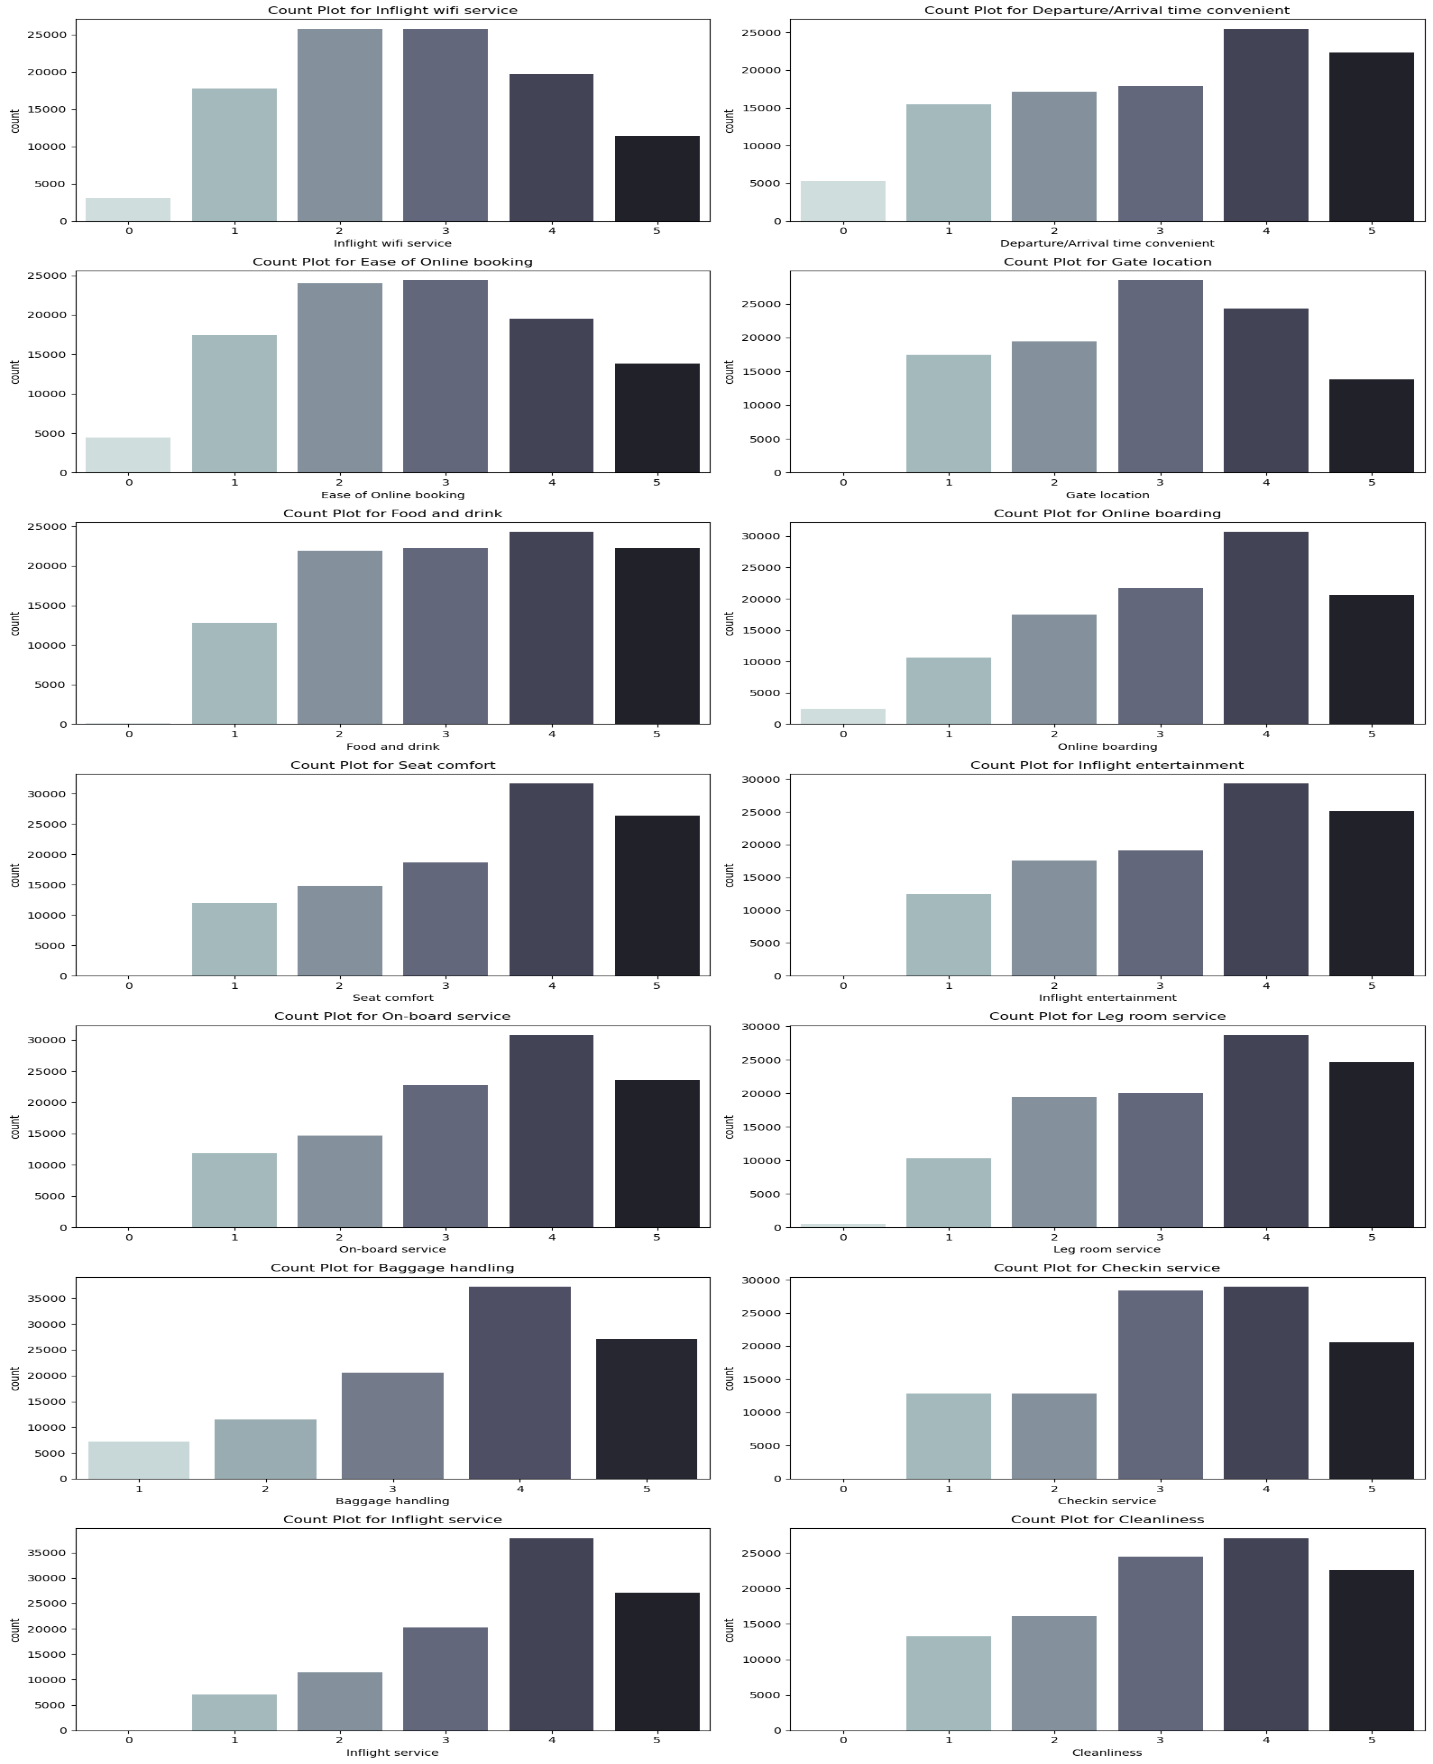 Count Plot for Inflight wifi service
25000
20000
15000
10000
5000
0
count
0 1 2 3 4 5
Inflight wifi service
Count Plot for Departure/Arrival time convenient
25000
20000
15000
10000
5000
0
count
0 1 2 3 4 5
Departure/Arrival time convenient
Count Plot for Ease of Online booking
25000
20000
15000
10000
5000
0
count
0 1 2 3 4 5
Ease of Online booking
Count Plot for Gate location
25000
20000
15000
10000
5000
0
count
0 1 2 3 4 5
Gate location
Count Plot for Food and drink
25000
20000
15000
10000
5000
0
count
0 1 2 3 4 5
Food and drink
Count Plot for Online boarding
30000
25000
20000
15000
10000
5000
0
count
0 1 2 3 4 5
Online boarding
Count Plot for Seat comfort
30000
25000
20000
15000
10000
5000
0
count
0 1 2 3 4 5
Seat comfort
Count Plot for Inflight entertainment
30000
25000
20000
15000
10000
5000
0
count
0 1 2 3 4 5
Inflight entertainment
Count Plot for On-board service
30000
25000
20000
15000
10000
5000
0
count
0 1 2 3 4 5
On-board service
Count Plot for Leg room service
30000
25000
20000
15000
10000
5000
0
count
0 1 2 3 4 5
Leg room service
Count Plot for Baggage handling
35000
30000
25000
20000
15000
10000
5000
0
count
1 2 3 4 5
Baggage handling
Count Plot for Checkin service
30000
25000
20000
15000
10000
5000
0
count
0 1 2 3 4 5
Checkin service
Count Plot for Inflight service
35000
30000
25000
20000
15000
10000
5000
0
count
0 1 2 3 4 5
Inflight service
Count Plot for Cleanliness
25000
20000
15000
10000
5000
0
count
0 1 2 3 4 5
Cleanliness